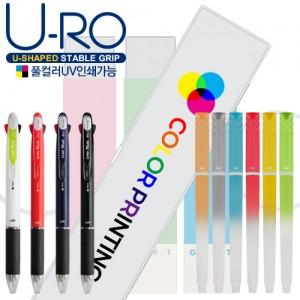 U-RO
U-SHAPED STABLE GRIP
풀컬러UV인쇄가능
COLOR PRINTING